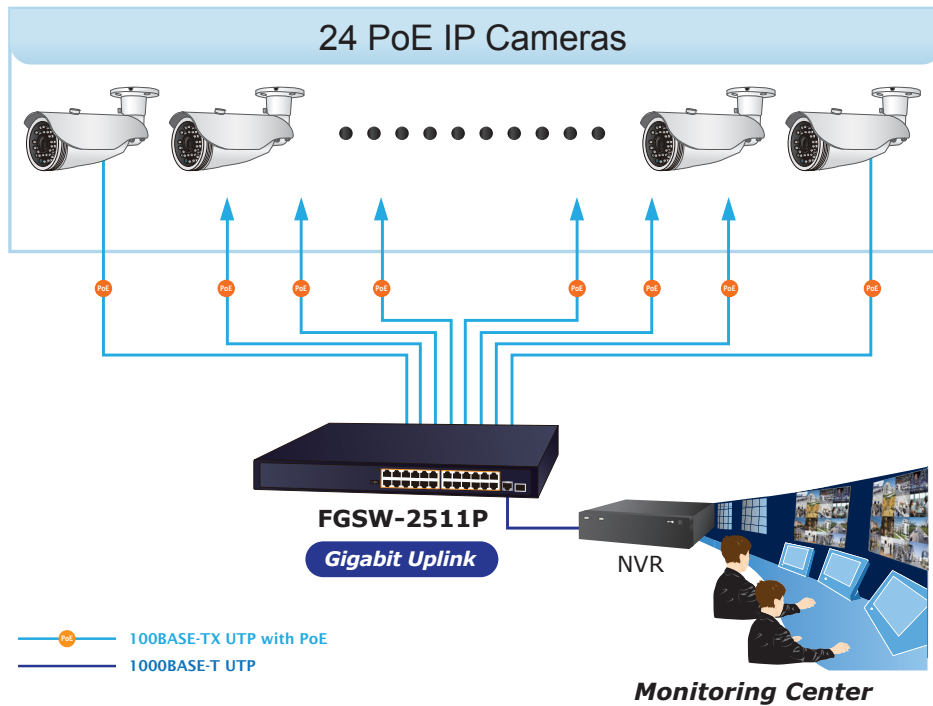 24 PoE IP Cameras
PoE PoE PoE PoE PoE PoE PoE PoE
FGSW-2511P
Gigabit Uplink
NVR
PoE 100BASE-TX UTP with PoE
1000BASE-T UTP
Monitoring Center